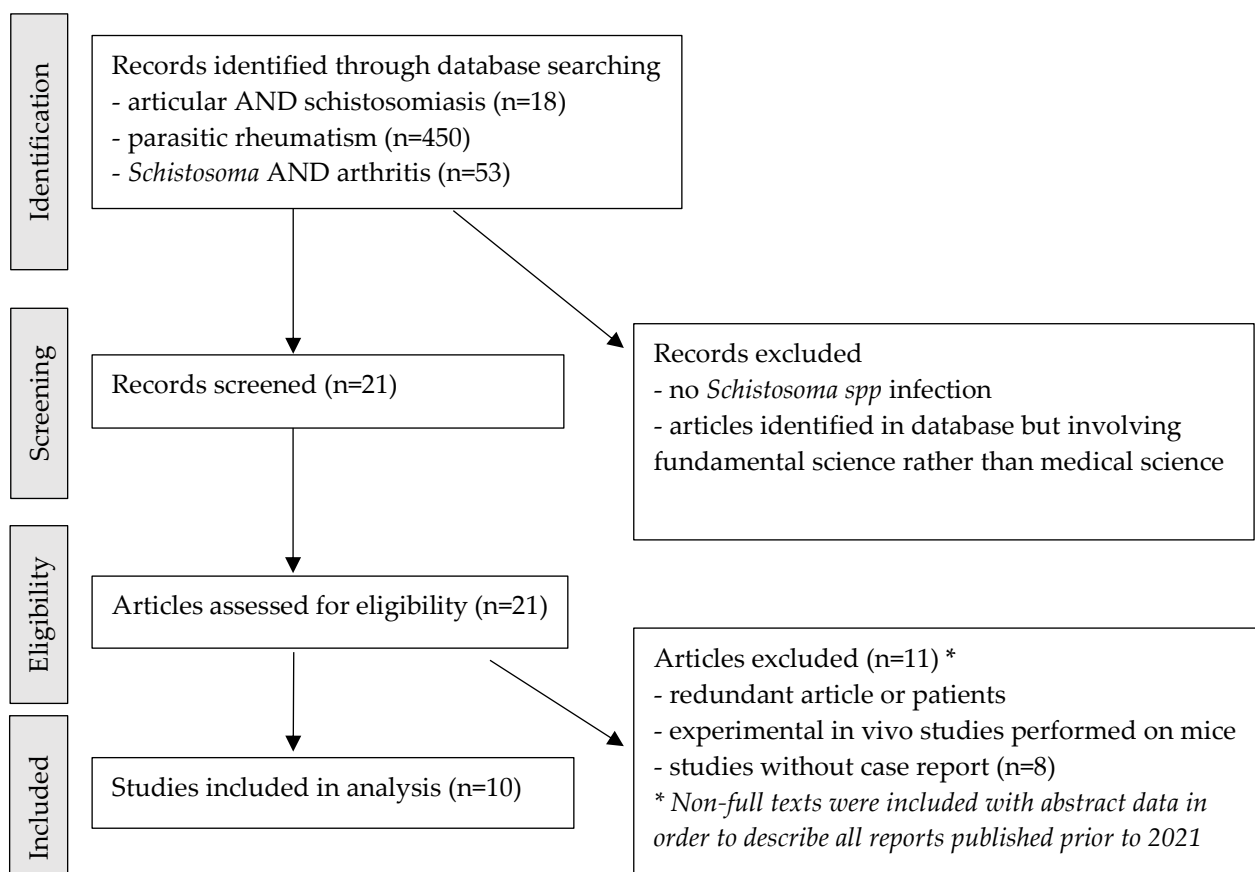 Identification
Records identified through database searching
- articular AND schistosomiasis (n=18)
- parasitic rheumatism (n=450)
- Schistosoma AND arthritis (n=53)
Screening
Records screened (n=21)
Records excluded
- no Schistosoma spp infection
- articles identified in database but involving
fundamental science rather than medical science
Eligibility
Articles assessed for eligibility (n=21)
Articles excluded (n=11) *
- redundant article or patients
- experimental in vivo studies performed on mice
- studies without case report (n=8)
* Non-full texts were included with abstract data in
order to describe all reports published prior to 2021
Included
Studies included in analysis (n=10)